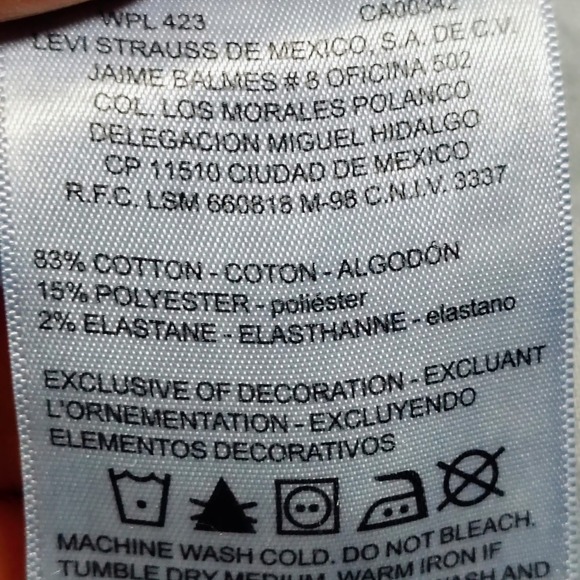 WPL 423 CA00342
LEVI STRAUSS DE MEXICO, S.A. DE C.V.
JAIME BALMES # 8 OFICINA 502
COL. LOS MORALES POLANCO
DELEGACION MIGUEL HIDALGO
CP 11510 CIUDAD DE MEXICO
R.F.C. LSM 660818 M-98 C.N.I.V. 3337
83% COTTON - COTON - ALGODÓN
15% POLYESTER - poliéster
2% ELASTANE - ELASTHANNE - elastano
EXCLUSIVE OF DECORATION - EXCLUANT
L'ORNEMENTATION - EXCLUYENDO
ELEMENTOS DECORATIVOS
MACHINE WASH COLD. DO NOT BLEACH.
TUMBLE DRY MEDIUM. WARM IRON IF
AND